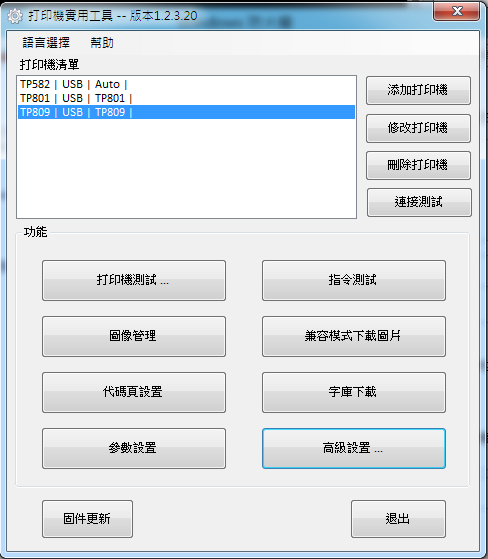 打印機實用工具 -- 版本1.2.3.20
語言選擇 幫助
打印機清單
TP582 | USB | Auto |
TP801 | USB | TP801 |
TP809 | USB | TP809 |
添加打印機
修改打印機
刪除打印機
連接測試
功能
打印機測試 ... 指令測試
圖像管理 兼容模式下載圖片
代碼頁設置 字庫下載
參數設置 高級設置 ...
固件更新 退出